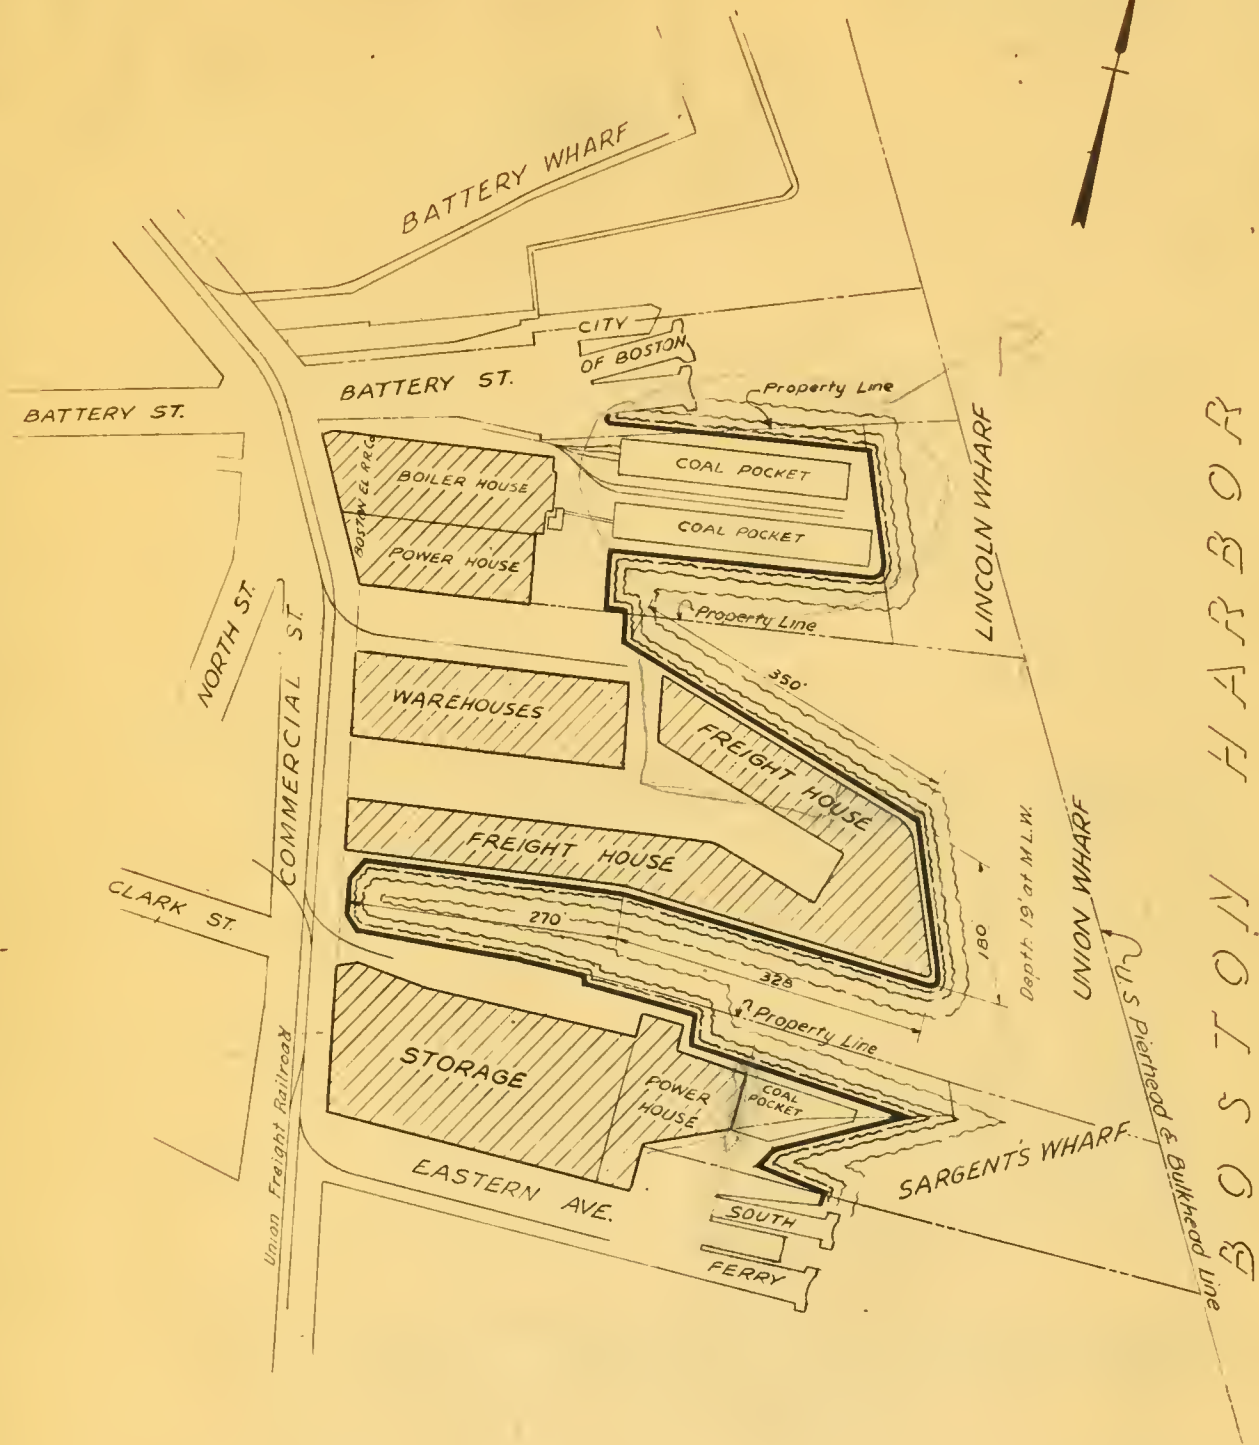 BATTERY WHARF
CITY
OF BOSTON
BATTERY ST.
BATTERY ST.
Property Line
COAL POCKET
COAL POCKET
BOSTON EL. RR. Co.
BOILER HOUSE
POWER HOUSE
LINCOLN WHARF
Property Line
NORTH ST.
COMMERCIAL ST.
WAREHOUSES
350'
FREIGHT HOUSE
FREIGHT HOUSE
CLARK ST.
270'
328
180'
Depth 19' at M.L.W.
UNION WHARF
U.S Pierhead & Bulkhead Line
BOSTON HARBOR
Property Line
STORAGE
POWER
HOUSE
COAL
POCKET
SARGENT'S WHARF
Union Freight Railroad
EASTERN AVE.
SOUTH
FERRY